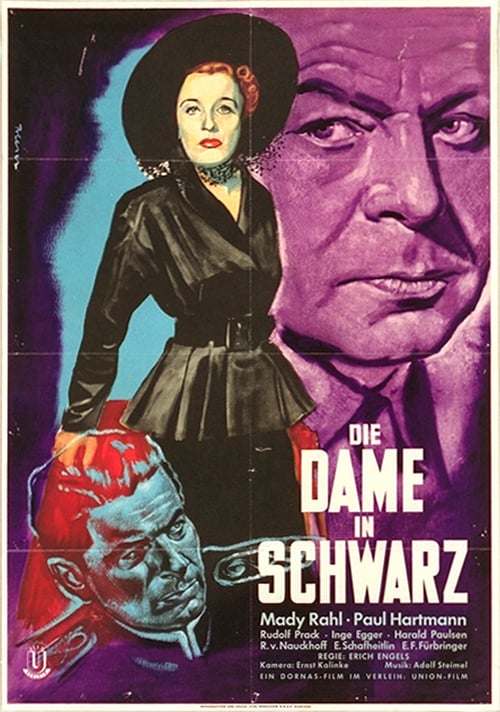 DIE
DAME
IN
SCHWARZ
Mady Rahl · Paul Hartmann
Rudolf Prack · Inge Egger · Harald Paulsen
R. v. Nauckhoff E. Schafheitlin E. F. Fürbringer
REGIE: ERICH ENGELS
Kamera: Ernst Kalinke Musik: Adolf Steimel
EIN DORNAS-FILM IM VERLEIH: UNION-FILM
U